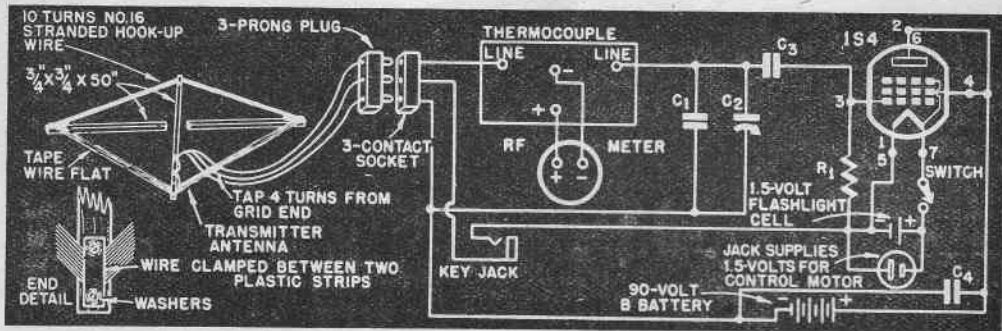 10 TURNS NO.16
STRANDED HOOK-UP
WIRE
3/4" X 3/4" X 50"
TAPE
WIRE FLAT
3-PRONG PLUG
3-CONTACT
SOCKET
TAP 4 TURNS FROM
GRID END
TRANSMITTER
ANTENNA
WIRE CLAMPED BETWEEN TWO
PLASTIC STRIPS
END
DETAIL
WASHERS
THERMOCOUPLE
LINE
LINE
-
+
RF
METER
+ -
KEY JACK
C1
C2
C3
1S4
2
6
3
4
1
5
7
R1
SWITCH
1.5-VOLT
FLASHLIGHT
CELL
- +
JACK SUPPLIES
1.5-VOLTS FOR
CONTROL MOTOR
C4
90-VOLT
B BATTERY
- +